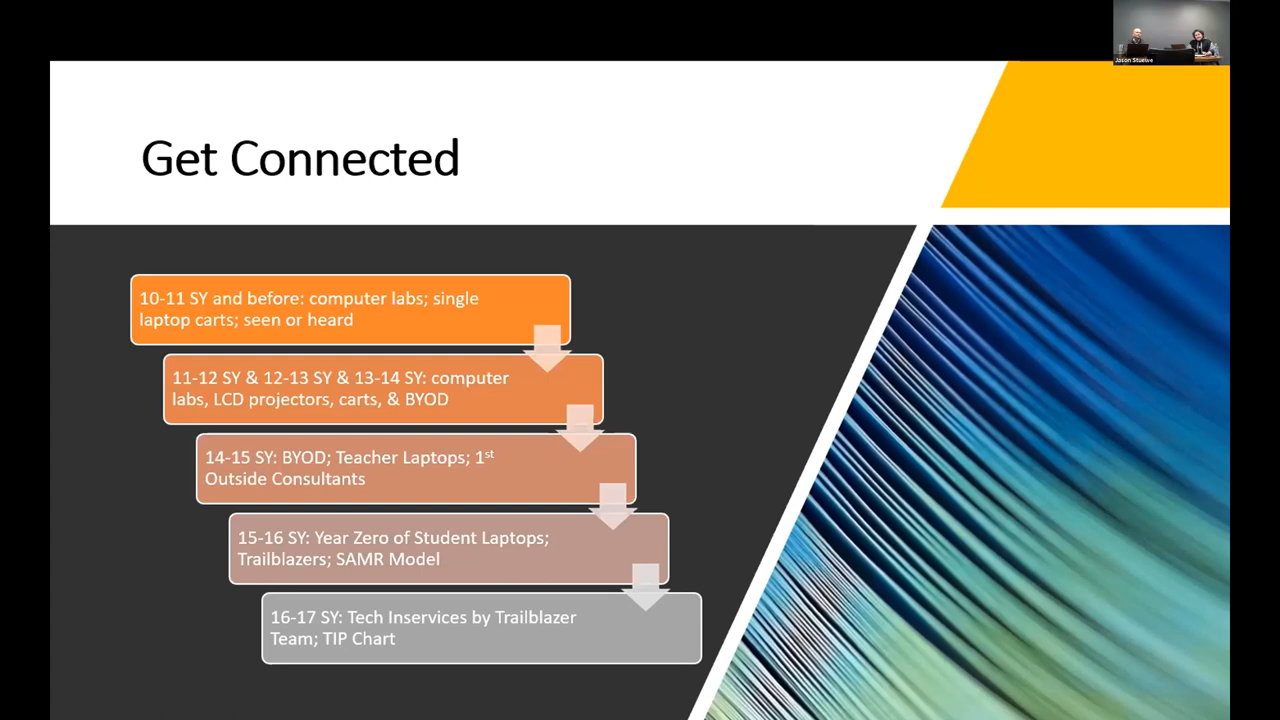 Jason Stuewe
Get Connected
10-11 SY and before: computer labs; single
laptop carts; seen or heard
11-12 SY & 12-13 SY & 13-14 SY: computer
labs, LCD projectors, carts, & BYOD
14-15 SY: BYOD; Teacher Laptops; 1st
Outside Consultants
15-16 SY: Year Zero of Student Laptops;
Trailblazers; SAMR Model
16-17 SY: Tech Inservices by Trailblazer
Team; TIP Chart